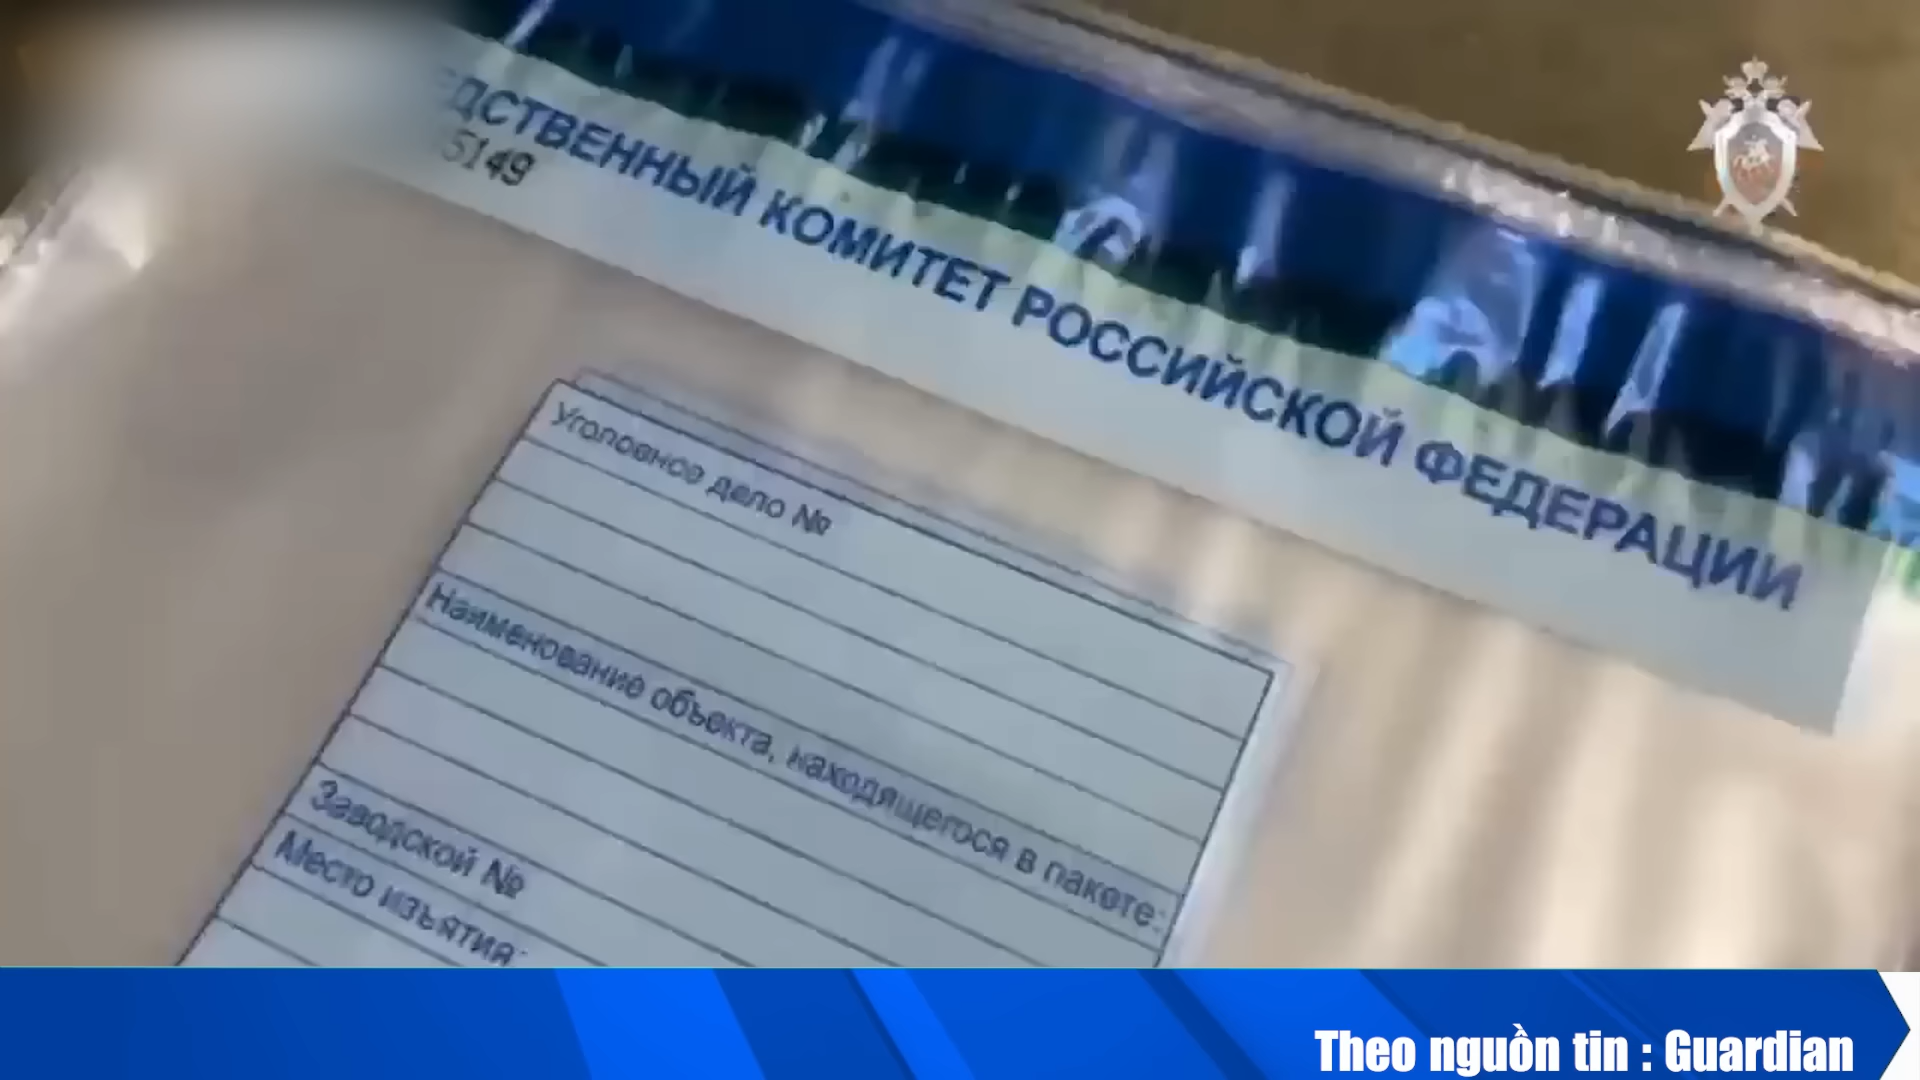 ЕДСТВЕННЫЙ КОМИТЕТ РОССИЙСКОЙ ФЕДЕРАЦИИ
5149
Уголовное дело №
Наименование объекта, находящегося в пакете:
Заводской №
Место изъятия:
Theo nguồn tin : Guardian